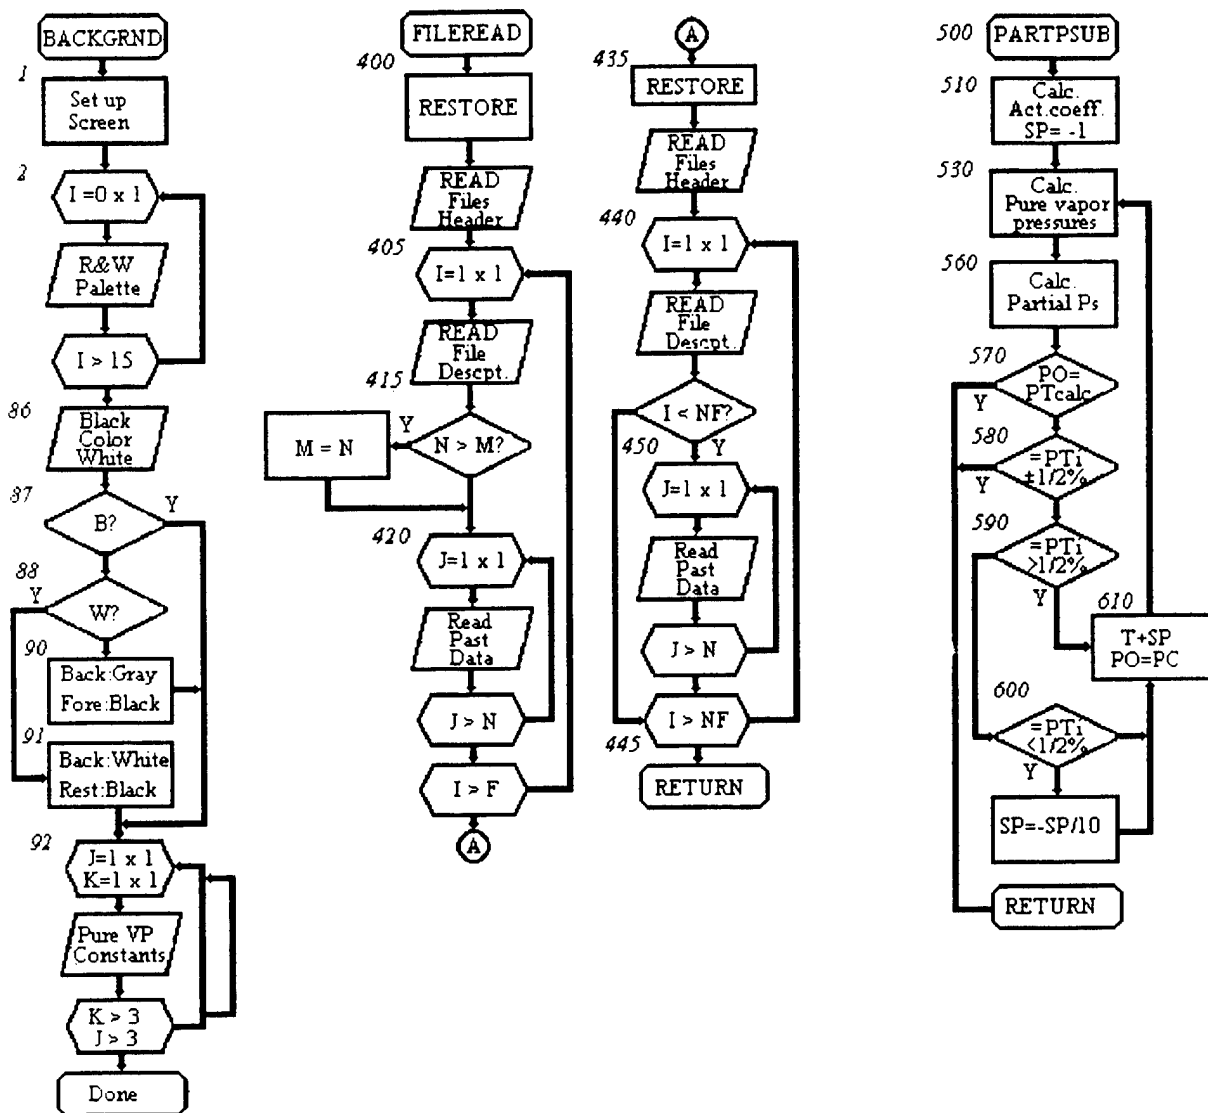 BACKGRND
1
Set up
Screen
2
I =0 x 1
R&W
Palette
I > 15
86
Black
Color
White
87
B?
Y
88
Y
W?
90
Back:Gray
Fore:Black
91
Back:White
Rest:Black
92
J=1 x 1
K=1 x 1
Pure VP
Constants
K > 3
J > 3
Done
FILEREAD
400
RESTORE
READ
Files
Header
405
I=1 x 1
READ
File
Descpt.
415
N > M?
Y
M = N
420
J=1 x 1
Read
Past
Data
J > N
I > F
A
A
435
RESTORE
READ
Files
Header
440
I=1 x 1
READ
File
Descpt.
I < NF?
450
Y
J=1 x 1
Read
Past
Data
J > N
I > NF
445
RETURN
500
PARTPSUB
510
Calc.
Act.coeff.
SP= -1
530
Calc.
Pure vapor
pressures
560
Calc.
Partial Ps
570
PO=
PTcalc
Y
580
=PTi
±1/2%
Y
590
=PTi
>1/2%
Y
610
T+SP
PO=PC
600
=PTi
<1/2%
Y
SP=-SP/10
RETURN